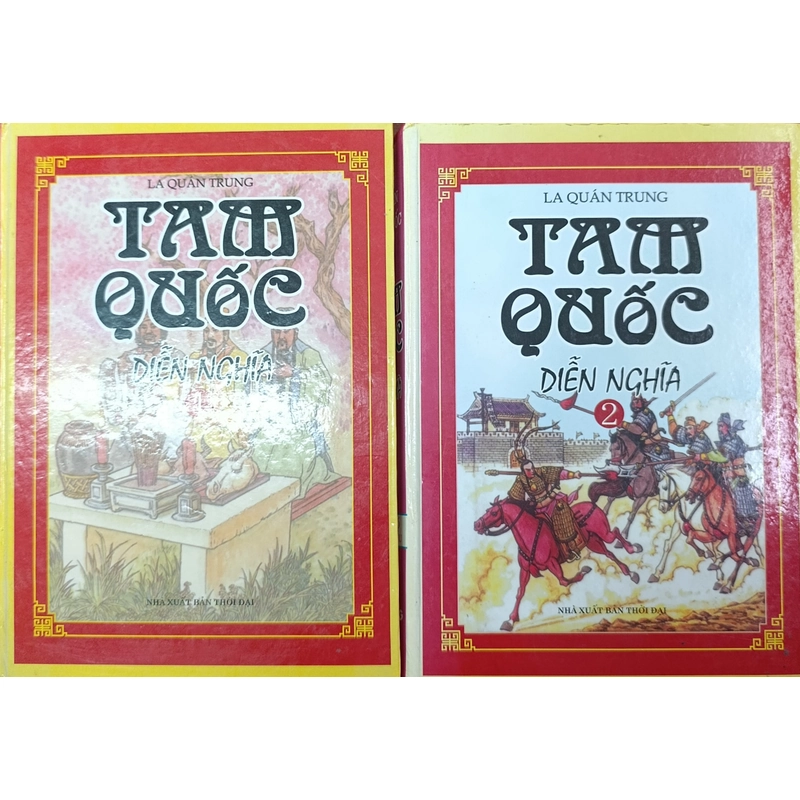 LA QUÁN TRUNG
TAM
QUỐC
DIỄN NGHĨA
NHÀ XUẤT BẢN THỜI ĐẠI
LA QUÁN TRUNG
TAM
QUỐC
DIỄN NGHĨA
2
NHÀ XUẤT BẢN THỜI ĐẠI